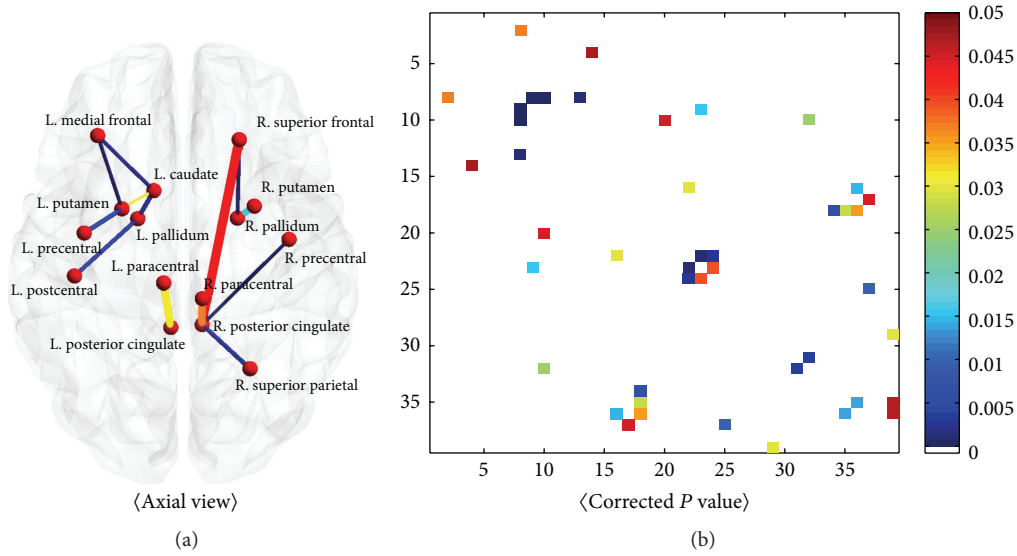 L. medial frontal
R. superior frontal
L. caudate
R. putamen
L. putamen
R. pallidum
L. pallidum
L. precentral
R. precentral
L. paracentral
L. postcentral
R. paracentral
R. posterior cingulate
L. posterior cingulate
R. superior parietal
⟨Axial view⟩
(a)
5
10
15
20
25
30
35
5 10 15 20 25 30 35
⟨Corrected P value⟩
(b)
0.05
0.045
0.04
0.035
0.03
0.025
0.02
0.015
0.01
0.005
0